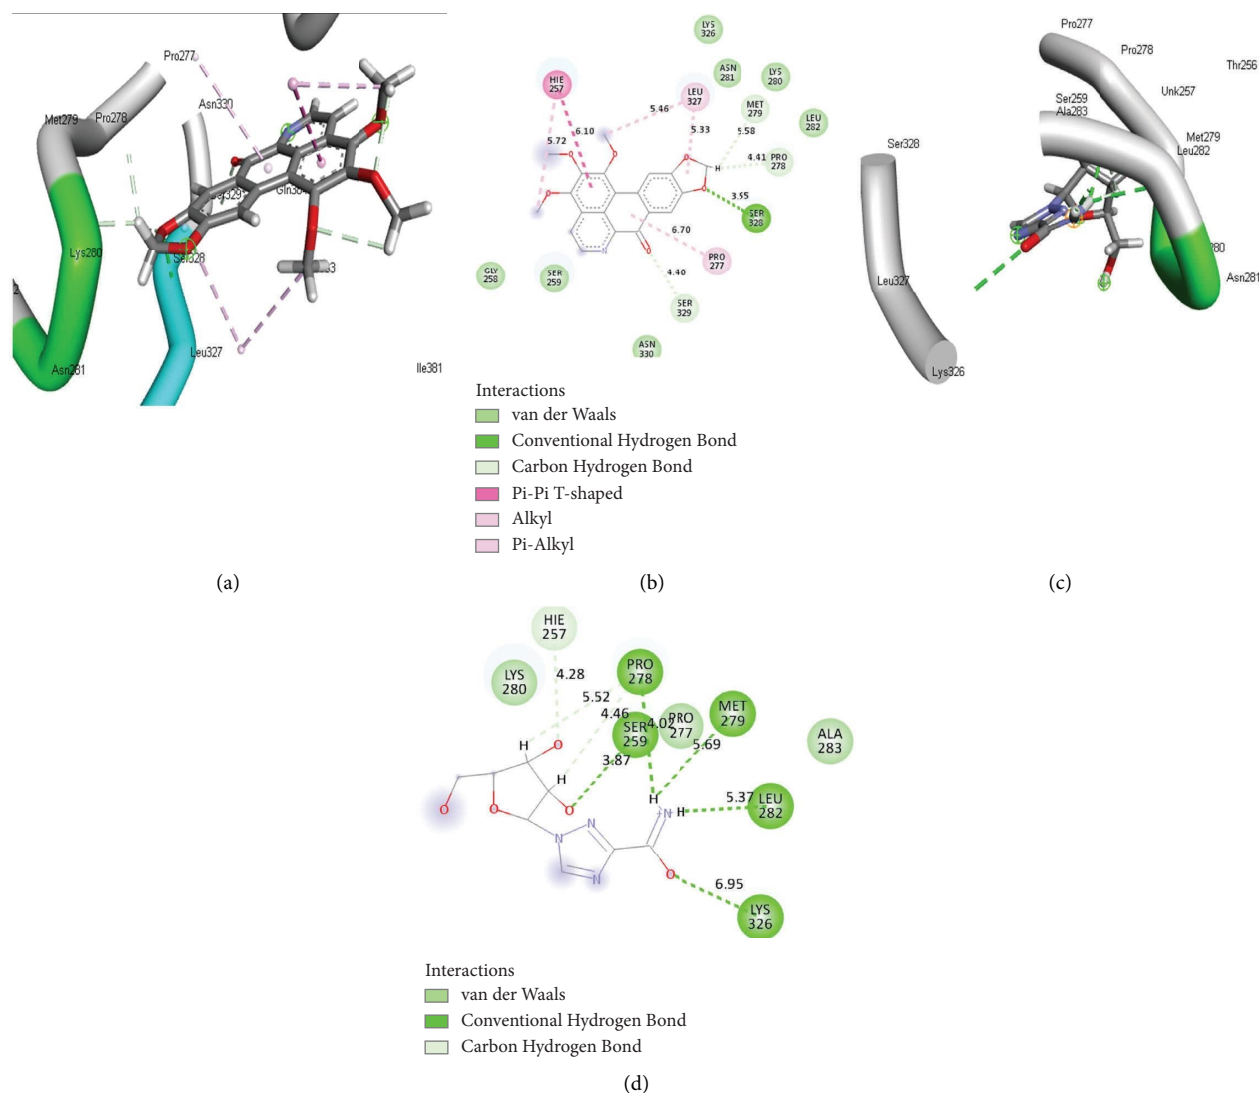 Pro277
Asn330
Met279
Pro278
Gln384
Ser329
Lys280
Ser328
Leu327
Asn281
Ile381
LYS 326
HIE 257
ASN 281
LYS 280
LEU 327
MET 279
LEU 282
5.46
6.10
5.72
5.33
5.58
4.41
PRO 278
3.55
SER 328
6.70
PRO 277
GLY 258
SER 259
4.40
SER 329
ASN 330
O
O
O
O
O
O
H
N
Interactions
van der Waals
Conventional Hydrogen Bond
Carbon Hydrogen Bond
Pi-Pi T-shaped
Alkyl
Pi-Alkyl
Pro277
Pro278
Thr256
Unk257
Ser259
Ala283
Met279
Leu282
Ser328
Leu327
Asn281
Lys326
(a)
(b)
(c)
HIE 257
LYS 280
4.28
PRO 278
5.52
4.46
SER 259
4.02
PRO 277
MET 279
5.69
ALA 283
3.87
H
O
H
O
O
O
N
N
N
H
N
H
O
5.37
LEU 282
6.95
LYS 326
Interactions
van der Waals
Conventional Hydrogen Bond
Carbon Hydrogen Bond
(d)